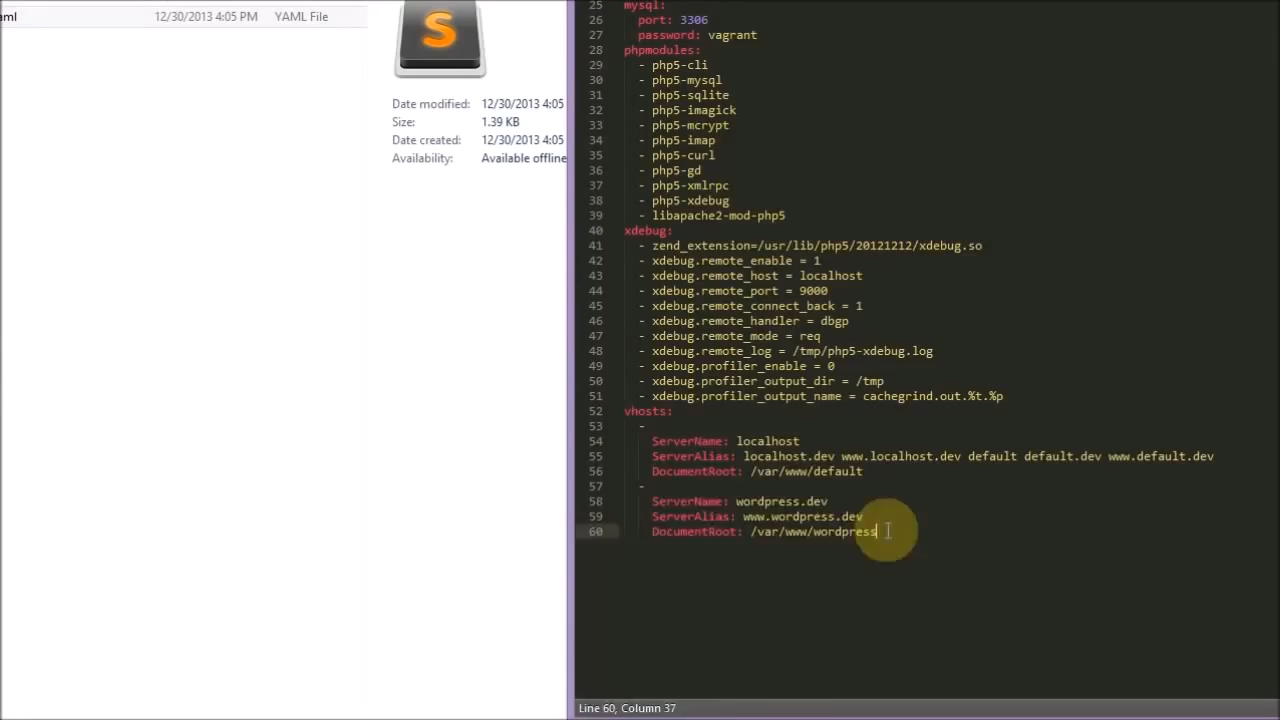 aml 12/30/2013 4:05 PM YAML File
S
Date modified: 12/30/2013 4:05
Size: 1.39 KB
Date created: 12/30/2013 4:05
Availability: Available offline
25 mysql:
26 port: 3306
27 password: vagrant
28 phpmodules:
29 - php5-cli
30 - php5-mysql
31 - php5-sqlite
32 - php5-imagick
33 - php5-mcrypt
34 - php5-imap
35 - php5-curl
36 - php5-gd
37 - php5-xmlrpc
38 - php5-xdebug
39 - libapache2-mod-php5
40 xdebug:
41 - zend_extension=/usr/lib/php5/20121212/xdebug.so
42 - xdebug.remote_enable = 1
43 - xdebug.remote_host = localhost
44 - xdebug.remote_port = 9000
45 - xdebug.remote_connect_back = 1
46 - xdebug.remote_handler = dbgp
47 - xdebug.remote_mode = req
48 - xdebug.remote_log = /tmp/php5-xdebug.log
49 - xdebug.profiler_enable = 0
50 - xdebug.profiler_output_dir = /tmp
51 - xdebug.profiler_output_name = cachegrind.out.%t.%p
52 vhosts:
53 -
54 ServerName: localhost
55 ServerAlias: localhost.dev www.localhost.dev default default.dev www.default.dev
56 DocumentRoot: /var/www/default
57 -
58 ServerName: wordpress.dev
59 ServerAlias: www.wordpress.dev
60 DocumentRoot: /var/www/wordpress
Line 60, Column 37